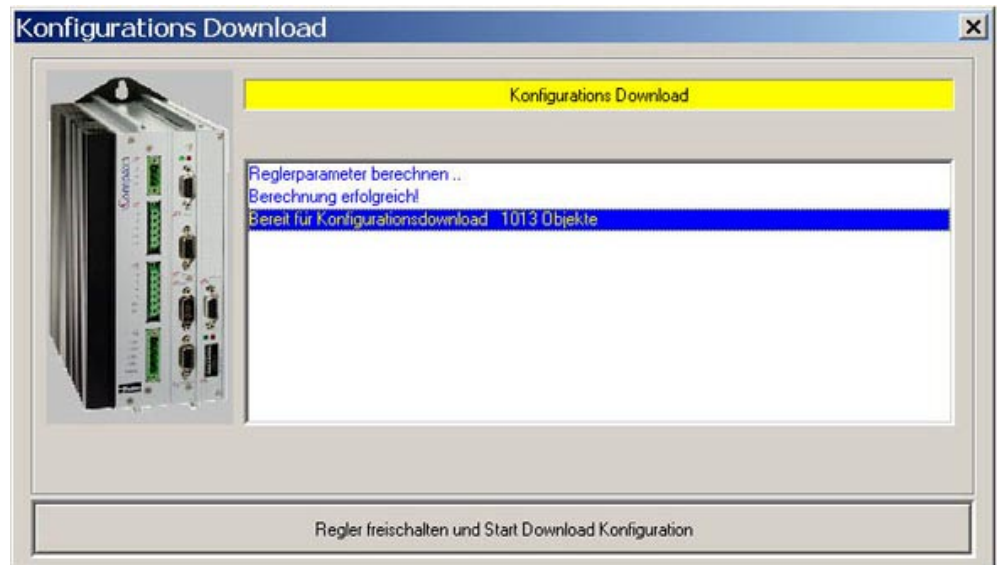 Konfigurations Download
Konfigurations Download
Reglerparameter berechnen ..
Berechnung erfolgreich!
Bereit für Konfigurationsdownload 1013 Objekte
Regler freischalten und Start Download Konfiguration